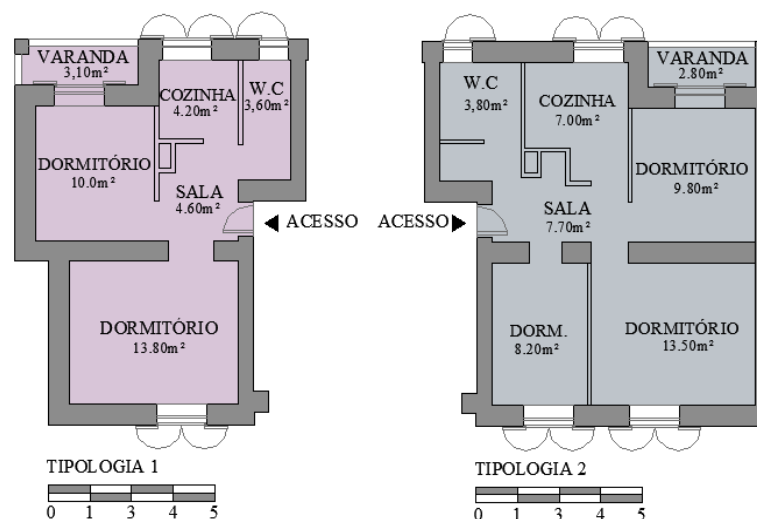 VARANDA
3,10m²
COZINHA
4.20m²
W.C
3,60m²
DORMITÓRIO
10.0m²
SALA
4.60m²
ACESSO
DORMITÓRIO
13.80m²
TIPOLOGIA 1
0 1 3 4 5
W.C
3,80m²
COZINHA
7.00m²
VARANDA
2.80m²
DORMITÓRIO
9.80m²
ACESSO
SALA
7.70m²
DORM.
8.20m²
DORMITÓRIO
13.50m²
TIPOLOGIA 2
0 1 3 4 5